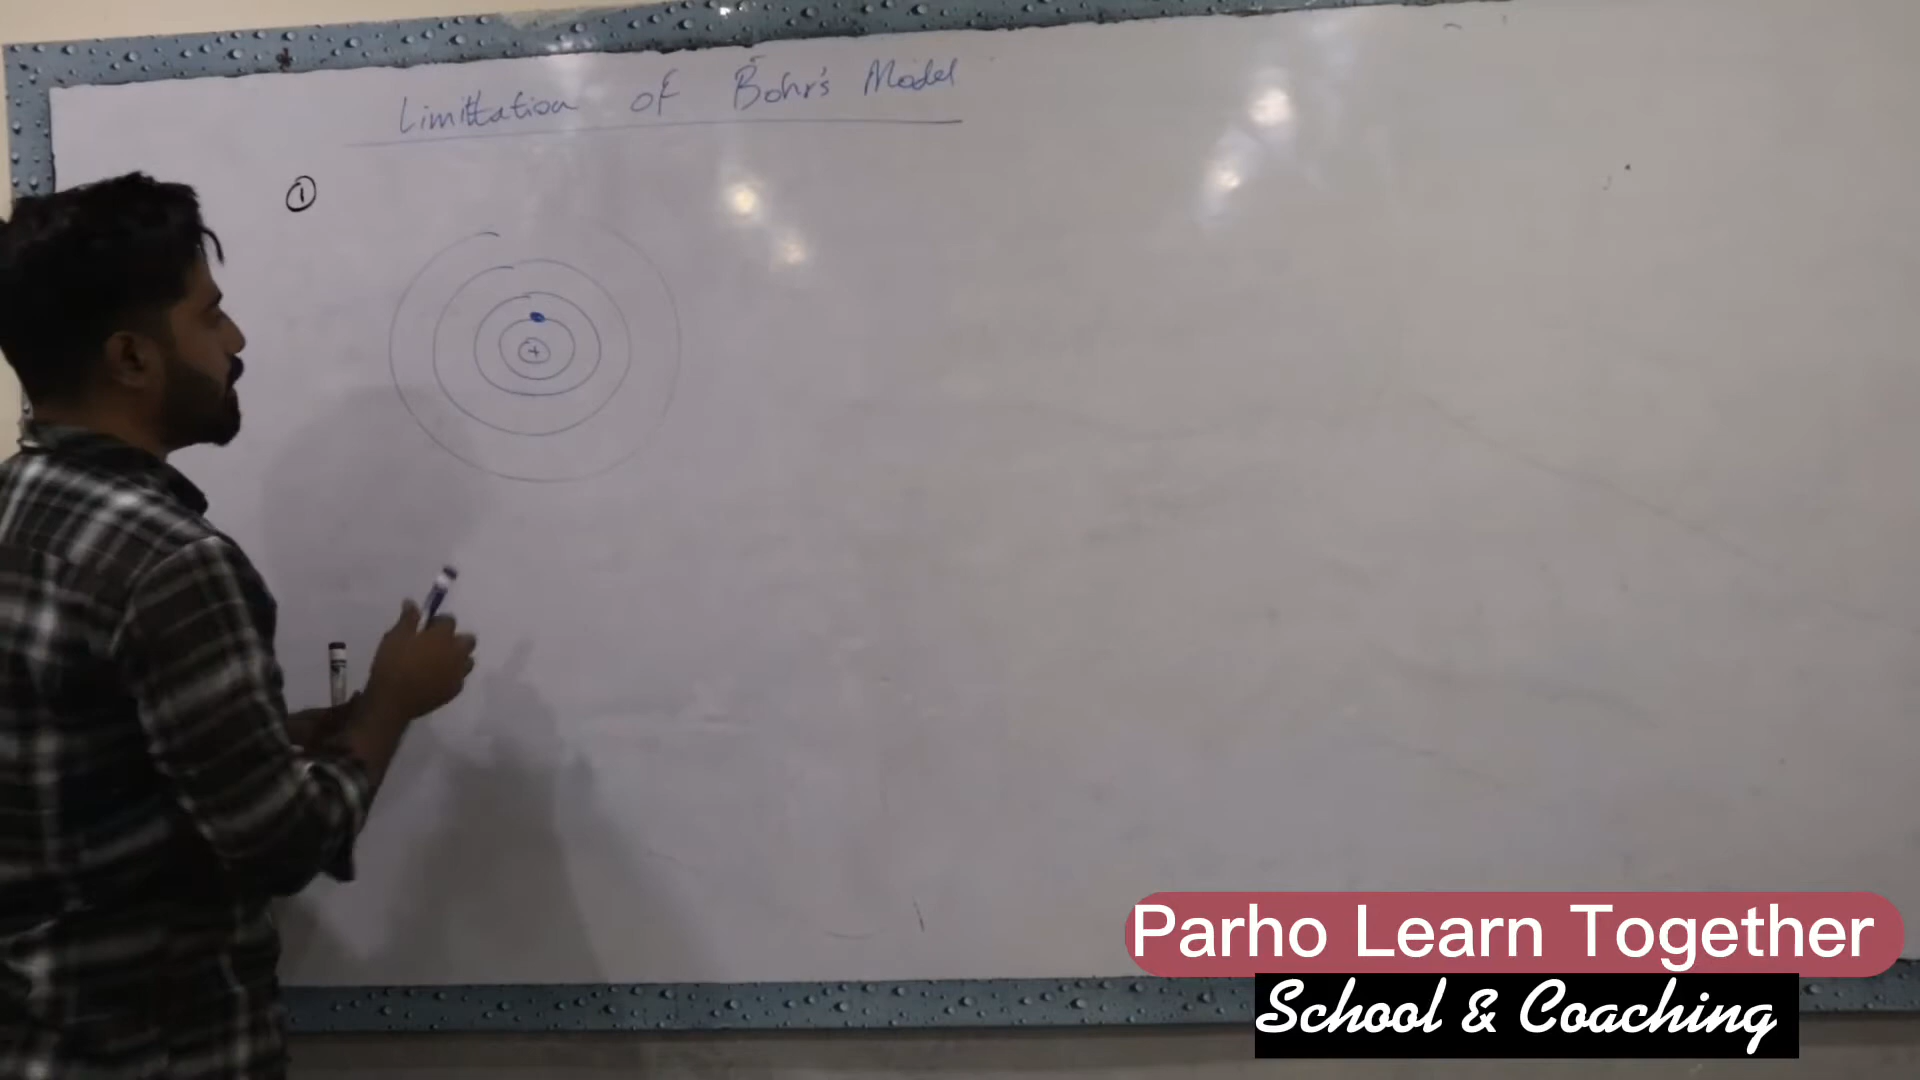 Limittation of Bohr's Model
①
+
Parho Learn Together
School & Coaching